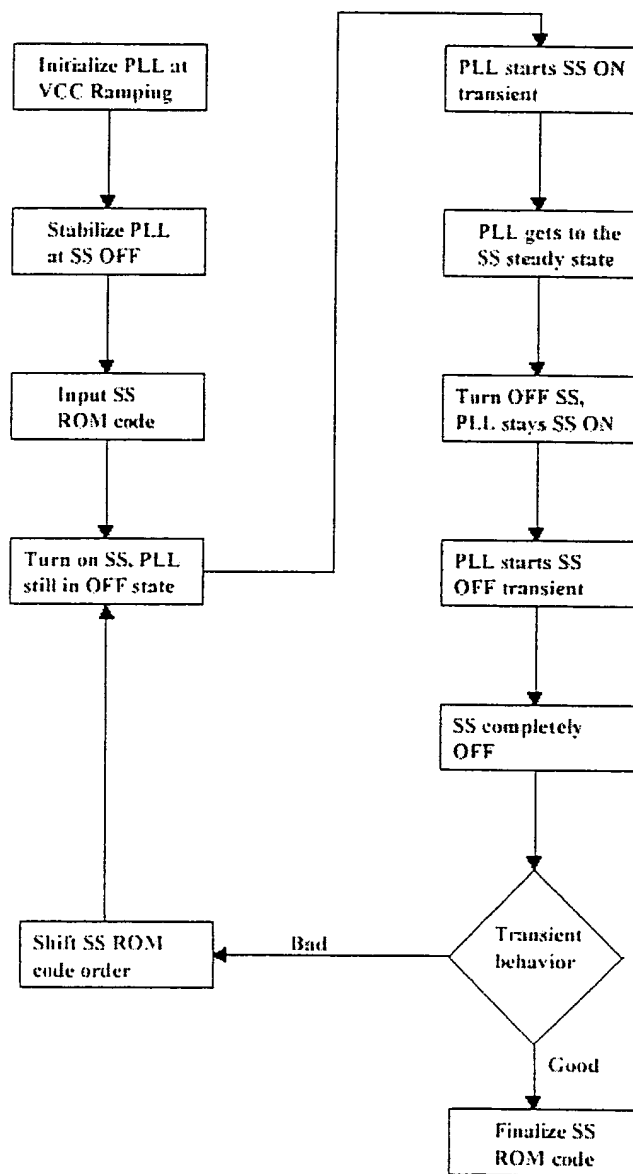 Initialize PLL at
VCC Ramping
Stabilize PLL
at SS OFF
Input SS
ROM code
Turn on SS, PLL
still in OFF state
PLL starts SS ON
transient
PLL gets to the
SS steady state
Turn OFF SS,
PLL stays SS ON
PLL starts SS
OFF transient
SS completely
OFF
Transient
behavior
Bad
Shift SS ROM
code order
Good
Finalize SS
ROM code